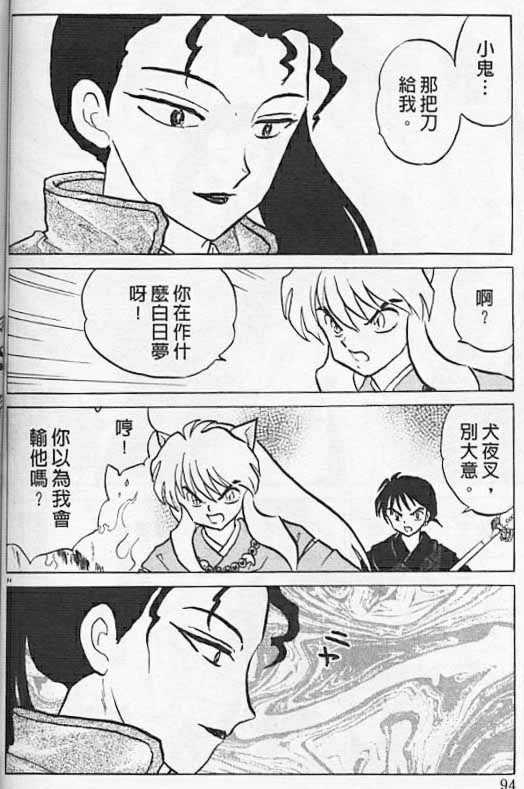 小鬼…
那把刀
給我。
啊？
你在作什
麼白日夢
呀！
犬夜叉，
別大意。
哼！
你以為我會
輸他嗎？
ニヤ
94